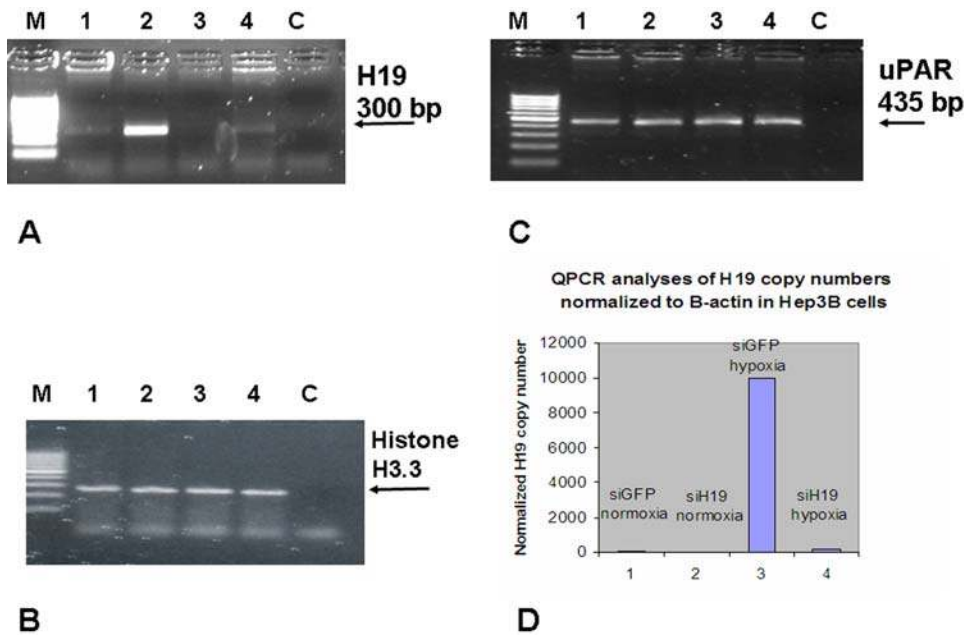 M 1 2 3 4 C
H19
300 bp
A
M 1 2 3 4 C
uPAR
435 bp
C
M 1 2 3 4 C
Histone
H3.3
B
QPCR analyses of H19 copy numbers
normalized to B-actin in Hep3B cells
Normalized H19 copy number
12000
10000
8000
6000
4000
2000
0
siGFP
normoxia
siH19
normoxia
siGFP
hypoxia
siH19
hypoxia
1 2 3 4
D